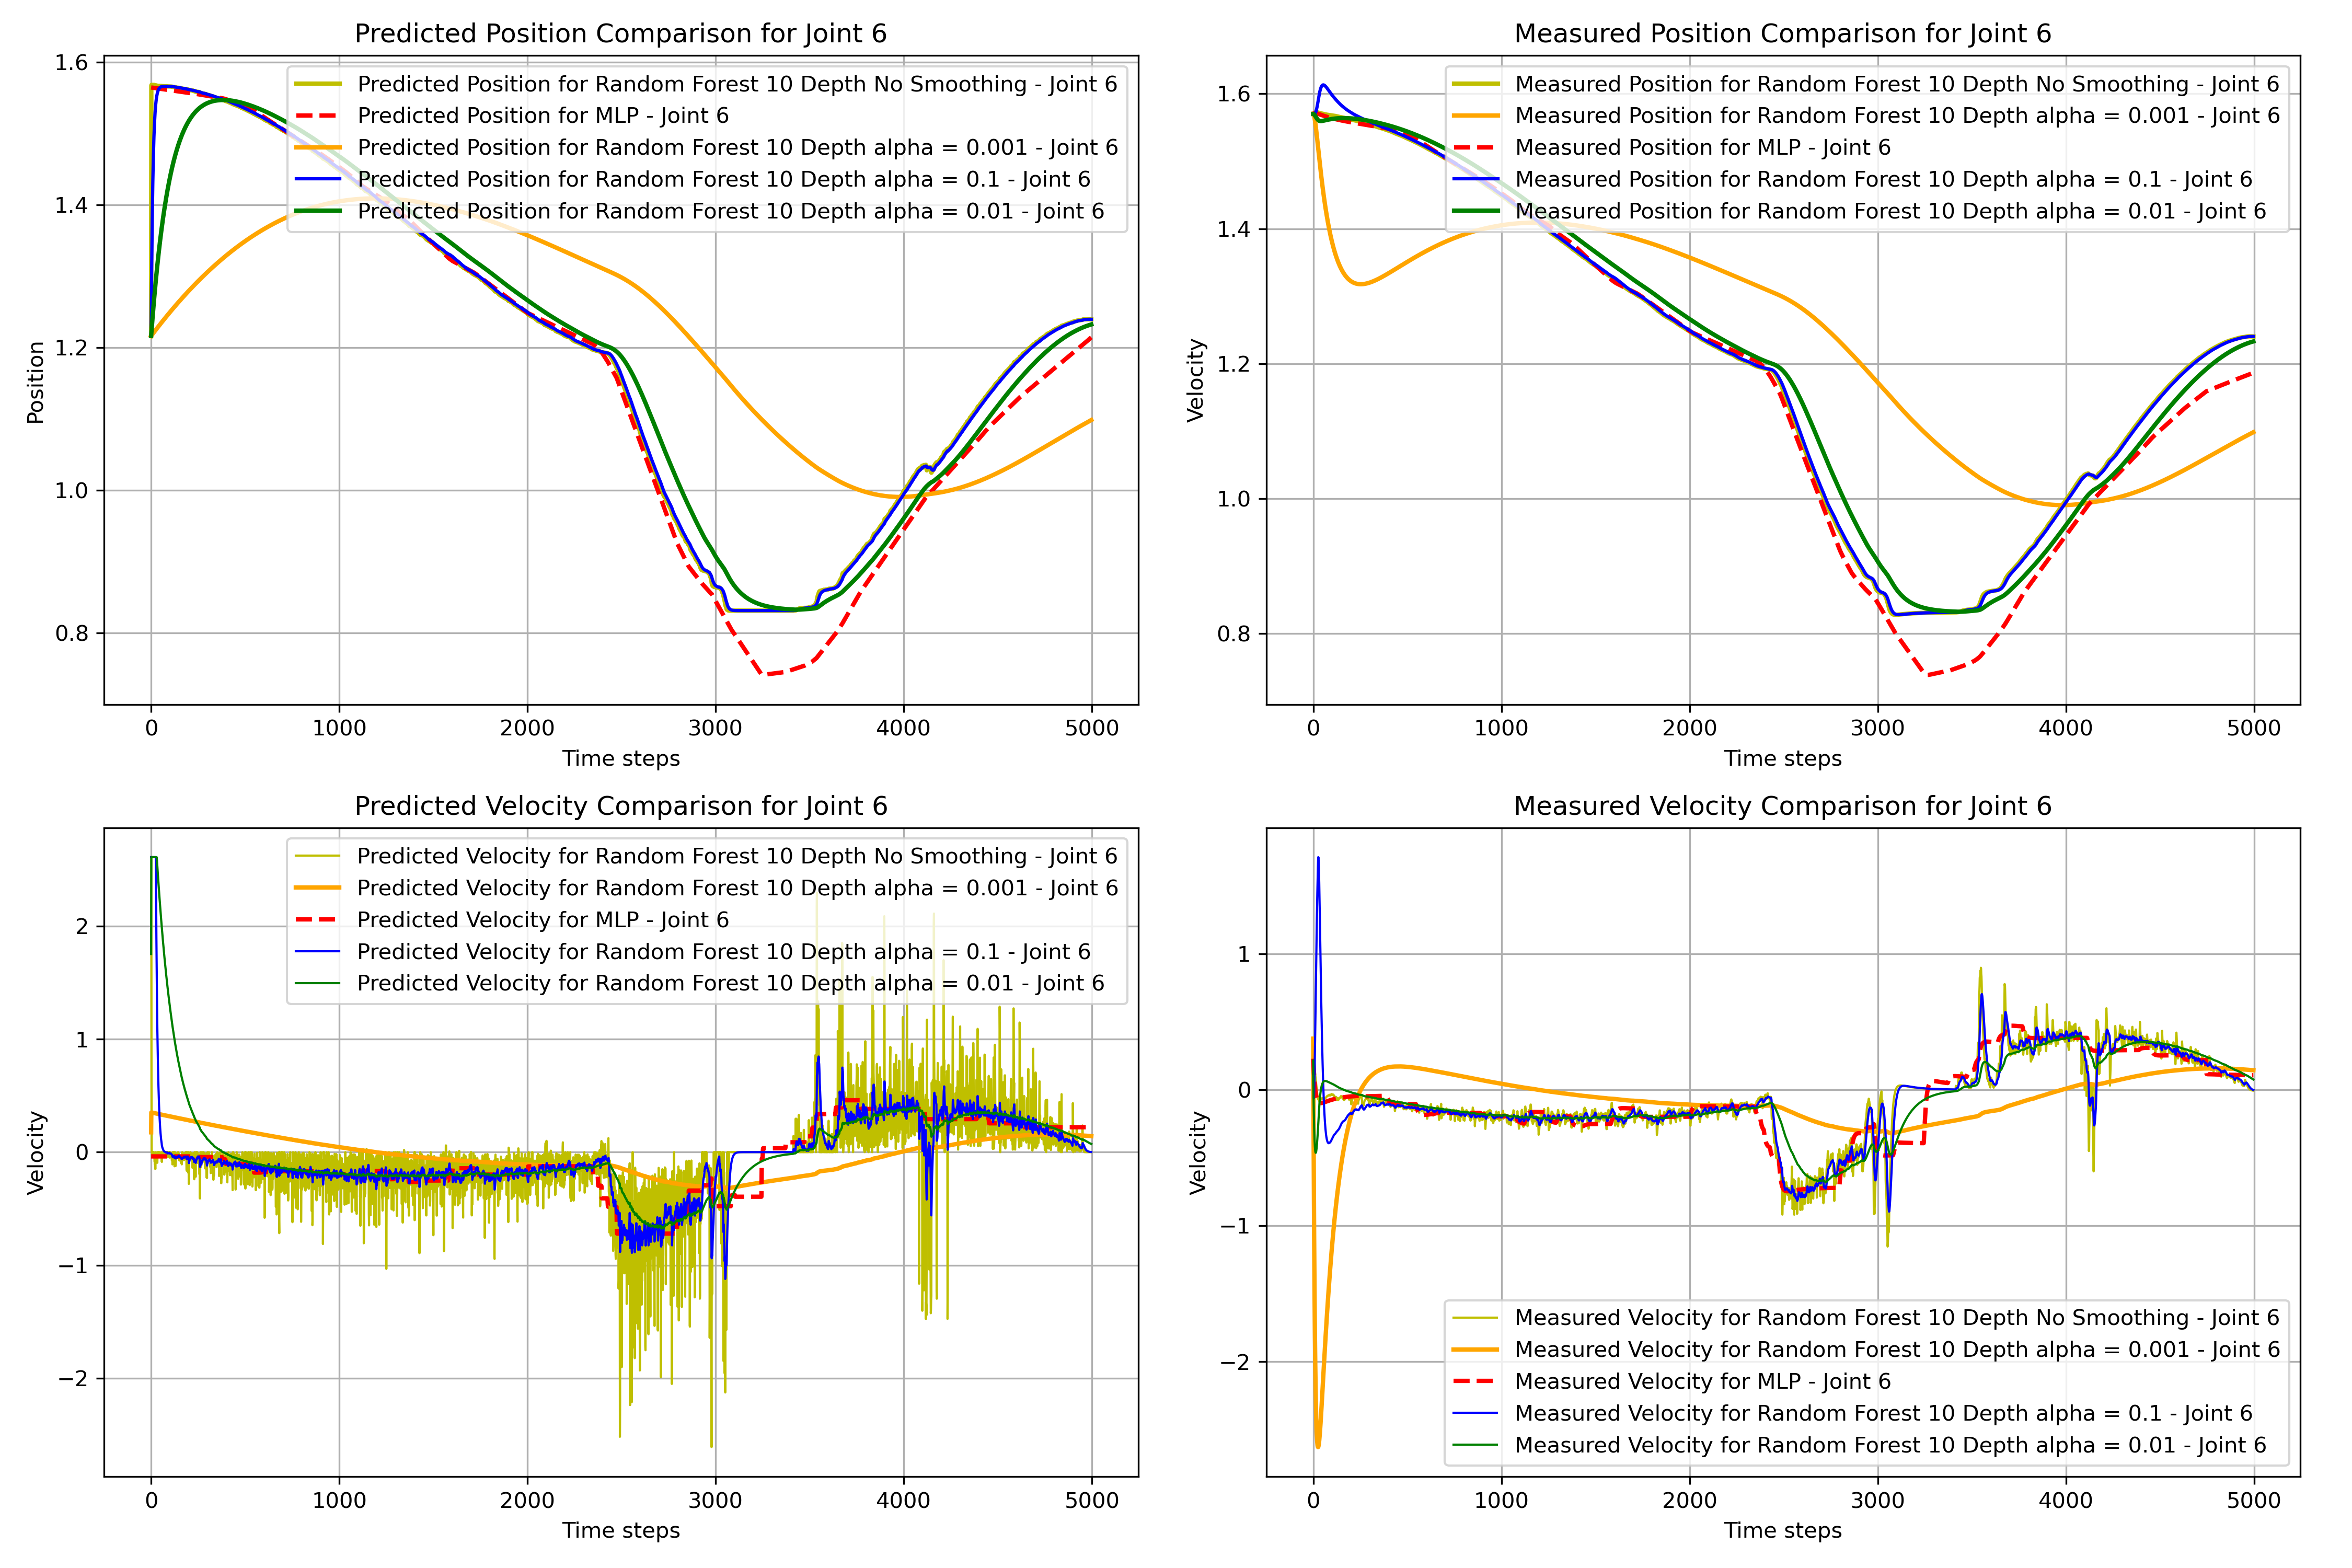 Predicted Position Comparison for Joint 6
1.6
1.4
1.2
1.0
0.8
Position
Predicted Position for Random Forest 10 Depth No Smoothing - Joint 6
Predicted Position for MLP - Joint 6
Predicted Position for Random Forest 10 Depth alpha = 0.001 - Joint 6
Predicted Position for Random Forest 10 Depth alpha = 0.1 - Joint 6
Predicted Position for Random Forest 10 Depth alpha = 0.01 - Joint 6
0 1000 2000 3000 4000 5000
Time steps
Measured Position Comparison for Joint 6
1.6
1.4
1.2
1.0
0.8
Velocity
Measured Position for Random Forest 10 Depth No Smoothing - Joint 6
Measured Position for Random Forest 10 Depth alpha = 0.001 - Joint 6
Measured Position for MLP - Joint 6
Measured Position for Random Forest 10 Depth alpha = 0.1 - Joint 6
Measured Position for Random Forest 10 Depth alpha = 0.01 - Joint 6
0 1000 2000 3000 4000 5000
Time steps
Predicted Velocity Comparison for Joint 6
2
1
0
−1
−2
Velocity
Predicted Velocity for Random Forest 10 Depth No Smoothing - Joint 6
Predicted Velocity for Random Forest 10 Depth alpha = 0.001 - Joint 6
Predicted Velocity for MLP - Joint 6
Predicted Velocity for Random Forest 10 Depth alpha = 0.1 - Joint 6
Predicted Velocity for Random Forest 10 Depth alpha = 0.01 - Joint 6
0 1000 2000 3000 4000 5000
Time steps
Measured Velocity Comparison for Joint 6
1
0
−1
−2
Velocity
Measured Velocity for Random Forest 10 Depth No Smoothing - Joint 6
Measured Velocity for Random Forest 10 Depth alpha = 0.001 - Joint 6
Measured Velocity for MLP - Joint 6
Measured Velocity for Random Forest 10 Depth alpha = 0.1 - Joint 6
Measured Velocity for Random Forest 10 Depth alpha = 0.01 - Joint 6
0 1000 2000 3000 4000 5000
Time steps